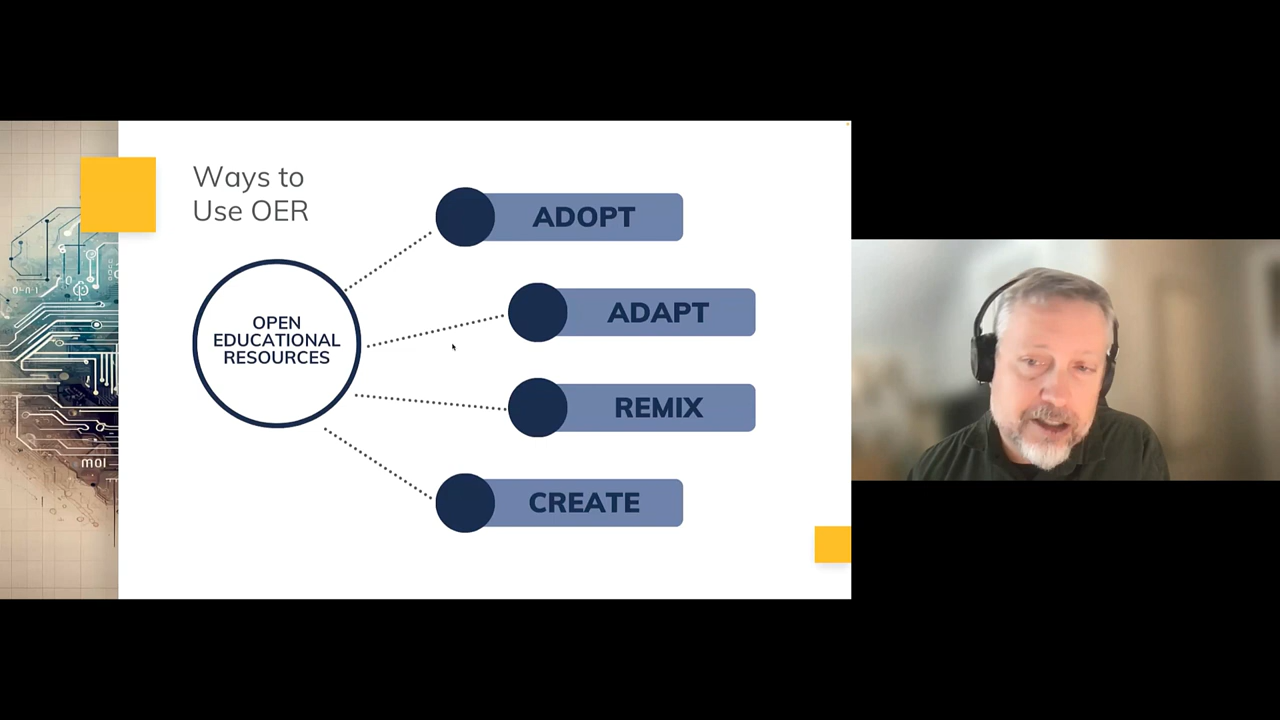 Ways to
Use OER
OPEN
EDUCATIONAL
RESOURCES
ADOPT
ADAPT
REMIX
CREATE